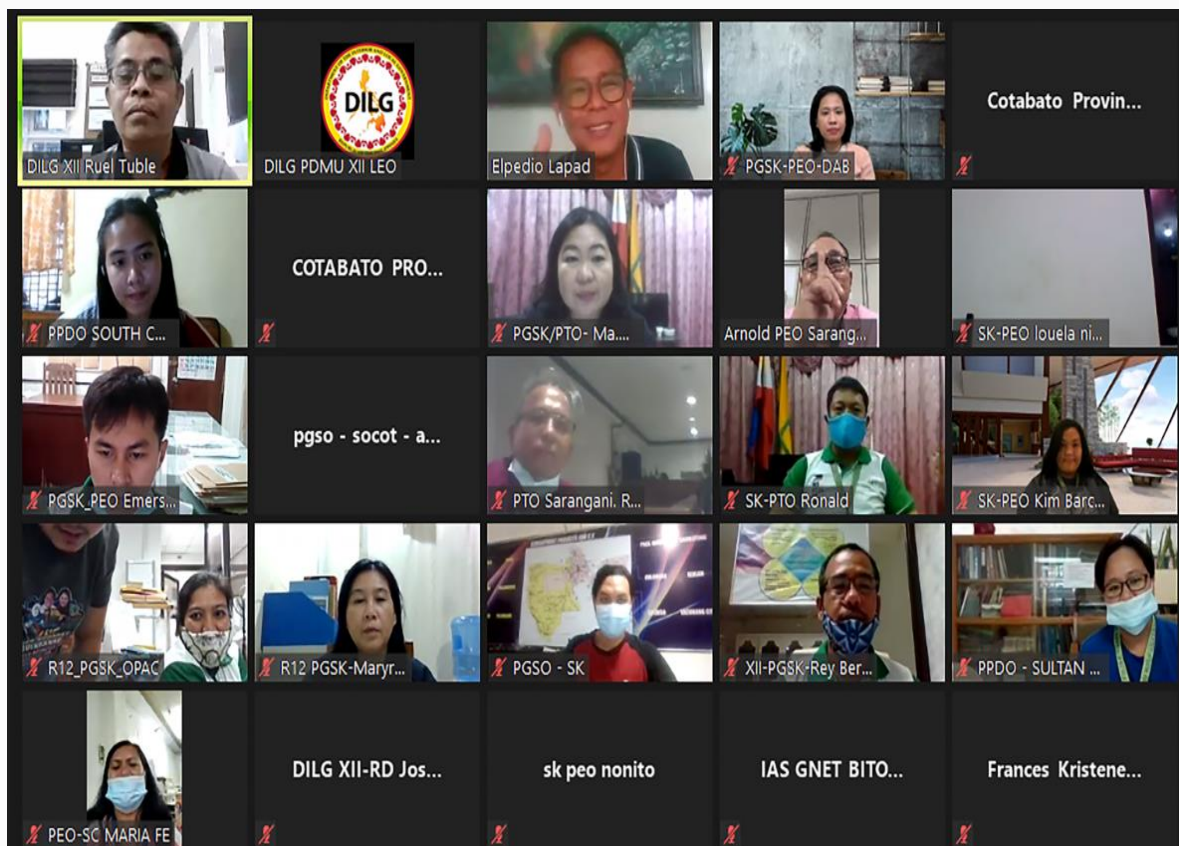 DILG XII Ruel Tuble
DILG
DILG PDMU XII LEO
Elpedio Lapad
PGSK-PEO-DAB
Cotabato Provin...
PPDO SOUTH C...
COTABATO PRO...
PGSK/PTO- Ma....
Arnold PEO Sarang...
SK-PEO louela ni...
PGSK_PEO Emers...
pgso - socot - a...
PTO Sarangani. R...
SK-PTO Ronald
SK-PEO Kim Barc...
R12_PGSK_OPAC
R12 PGSK-Maryr...
PGSO - SK
XII-PGSK-Rey Ber...
PPDO - SULTAN ...
PEO-SC MARIA FE
DILG XII-RD Jos...
sk peo nonito
IAS GNET BITO...
Frances Kristene...